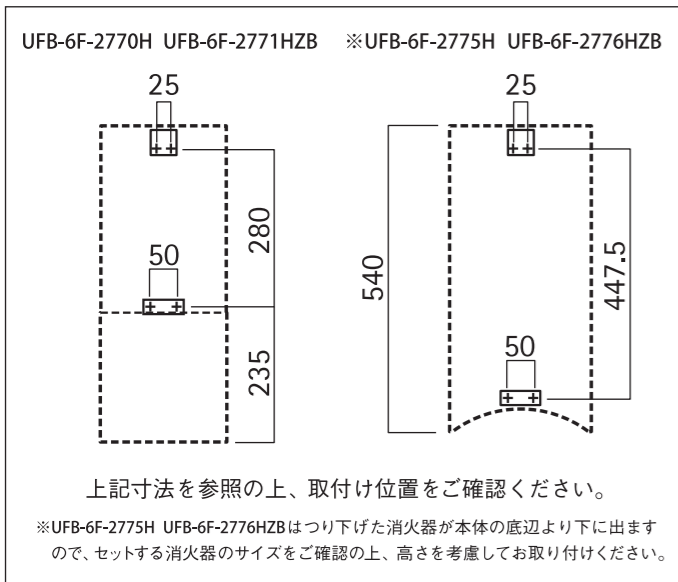 UFB-6F-2770H UFB-6F-2771HZB ※UFB-6F-2775H UFB-6F-2776HZB
25
25
280
50
235
540
447.5
50
上記寸法を参照の上、取付け位置をご確認ください。
※UFB-6F-2775H UFB-6F-2776HZBはつり下げた消火器が本体の底辺より下に出ます
ので、セットする消火器のサイズをご確認の上、高さを考慮してお取り付けください。